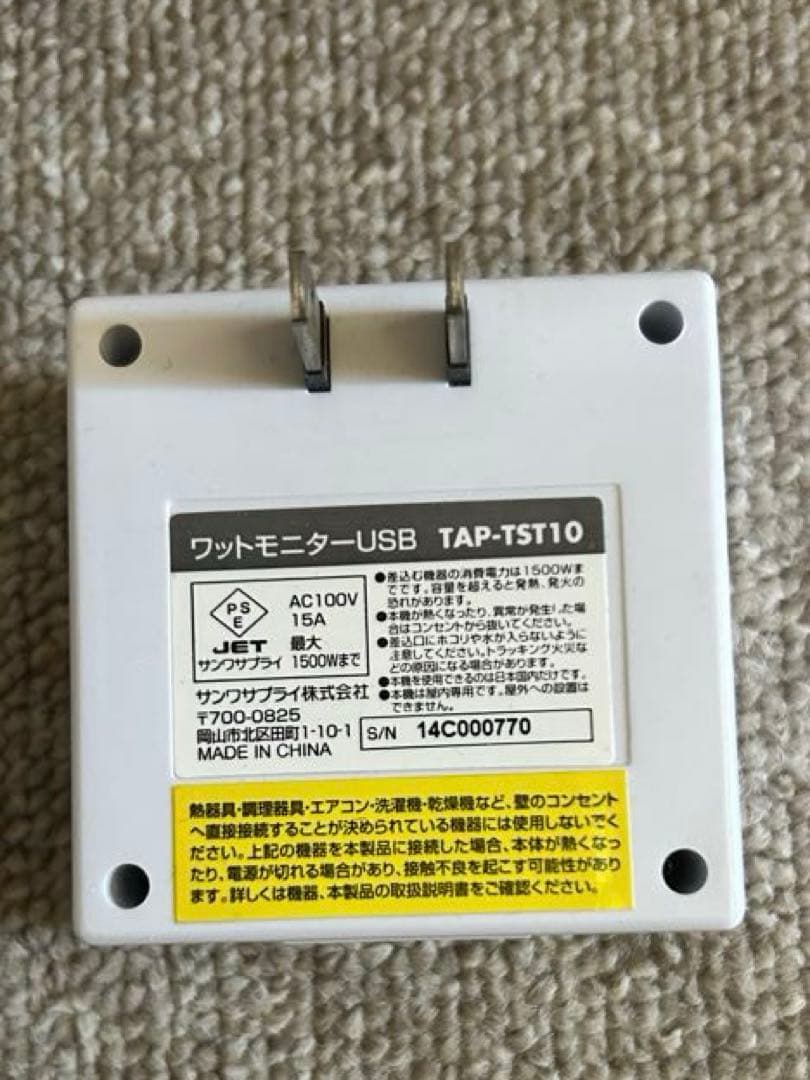 ワットモニターUSB TAP-TST10
PS
E
JET
サンワサプライ
AC100V
15A
最大
1500Wまで
●差込む機器の消費電力は1500Wま
でです。容量を超えると発熱、発火の
恐れがあります。
●本機が熱くなったり、異常が発生した場
合はコンセントから抜いてください。
●差込口にホコリや水が入らないように
注意してください。トラッキング火災な
どの原因になる場合があります。
●本機を使用できるのは日本国内だけです。
●本機は屋内専用です。屋外への設置は
できません。
サンワサプライ株式会社
〒700-0825
岡山市北区田町1-10-1
MADE IN CHINA
S/N 14C000770
熱器具・調理器具・エアコン・洗濯機・乾燥機など、壁のコンセント
へ直接接続することが決められている機器には使用しないでく
ださい。上記の機器を本製品に接続した場合、本体が熱くなっ
たり、電源が切れる場合があり、接触不良を起こす可能性があり
ます。詳しくは機器、本製品の取扱説明書をご確認ください。